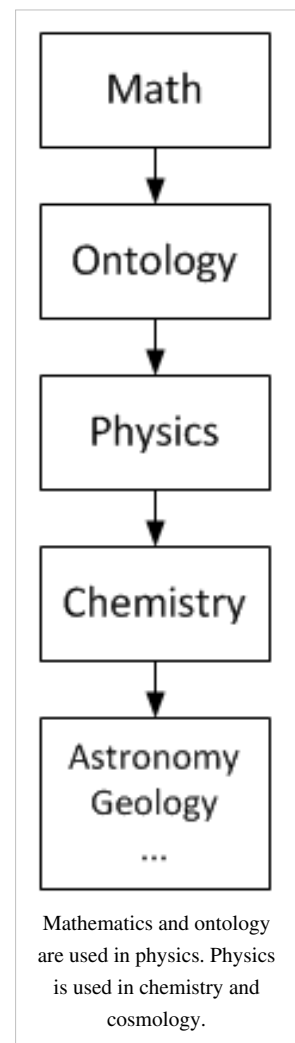 Math
Ontology
Physics
Chemistry
Astronomy
Geology
...
Mathematics and ontology
are used in physics. Physics
is used in chemistry and
cosmology.